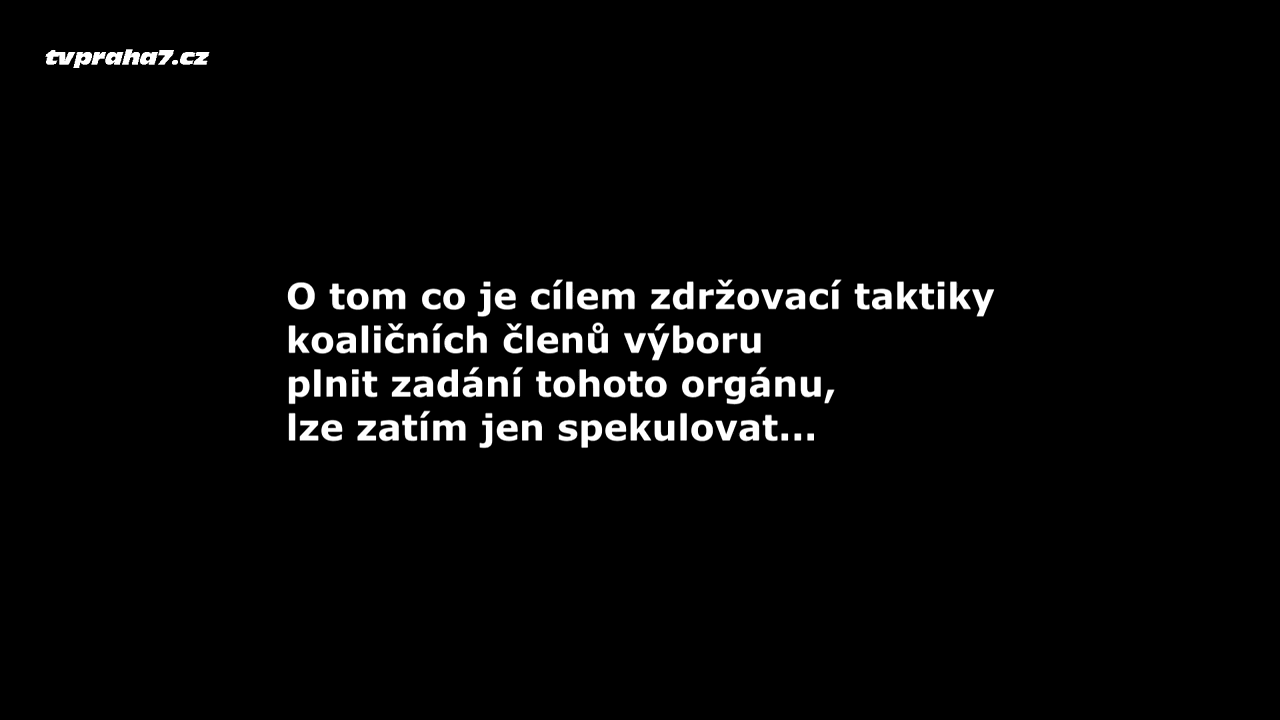 tvpraha7.cz
O tom co je cílem zdržovací taktiky
koaličních členů výboru
plnit zadání tohoto orgánu,
lze zatím jen spekulovat...